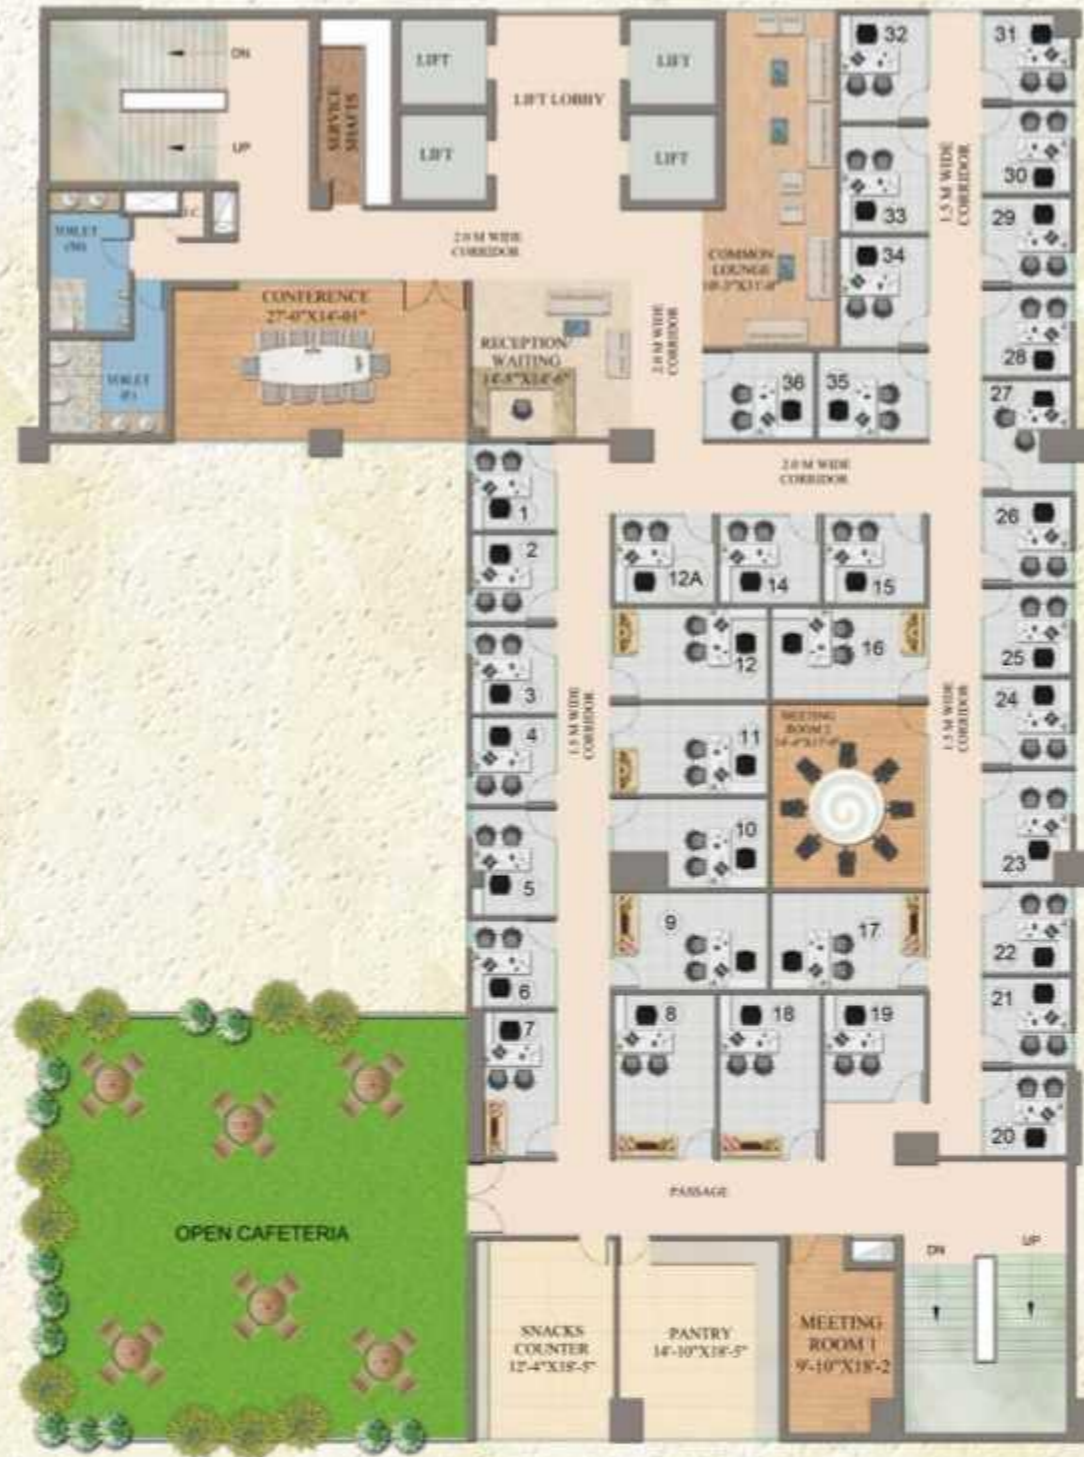 DN
UP
SERVICE
SHAFTS
LIFT
LIFT
LIFT LOBBY
LIFT
LIFT
TOILET
(M)
TOILET
(F)
2.0 M WIDE
CORRIDOR
CONFERENCE
27'-0"X14'-01"
RECEPTION/
WAITING
2.0 M WIDE
CORRIDOR
COMMON
LOUNGE
1.5 M WIDE
CORRIDOR
32
33
34
36
35
31
30
29
28
27
26
25
24
23
22
21
20
2.0 M WIDE
CORRIDOR
1
2
3
4
5
6
7
1.5 M WIDE
CORRIDOR
12A
14
15
12
16
11
10
MEETING
ROOM 2
1.5 M WIDE
CORRIDOR
9
17
8
18
19
PASSAGE
OPEN CAFETERIA
SNACKS
COUNTER
12'-4"X18'-5"
PANTRY
14'-10"X18'-5"
MEETING
ROOM 1
9'-10"X18'-2
DN
UP